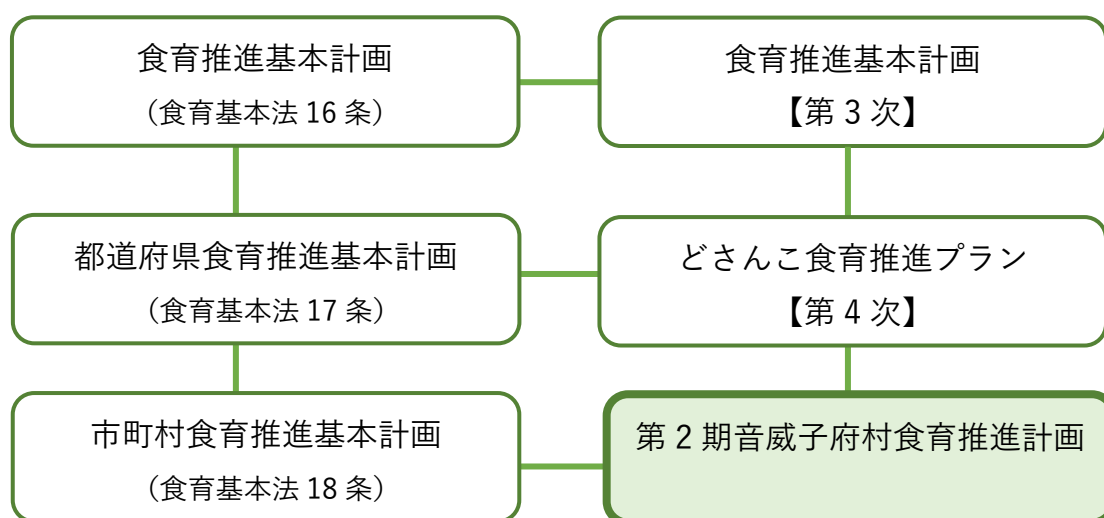 食育推進基本計画
(食育基本法 16 条)
食育推進基本計画
【第 3 次】
都道府県食育推進基本計画
(食育基本法 17 条)
どさんこ食育推進プラン
【第 4 次】
市町村食育推進基本計画
(食育基本法 18 条)
第 2 期音威子府村食育推進計画